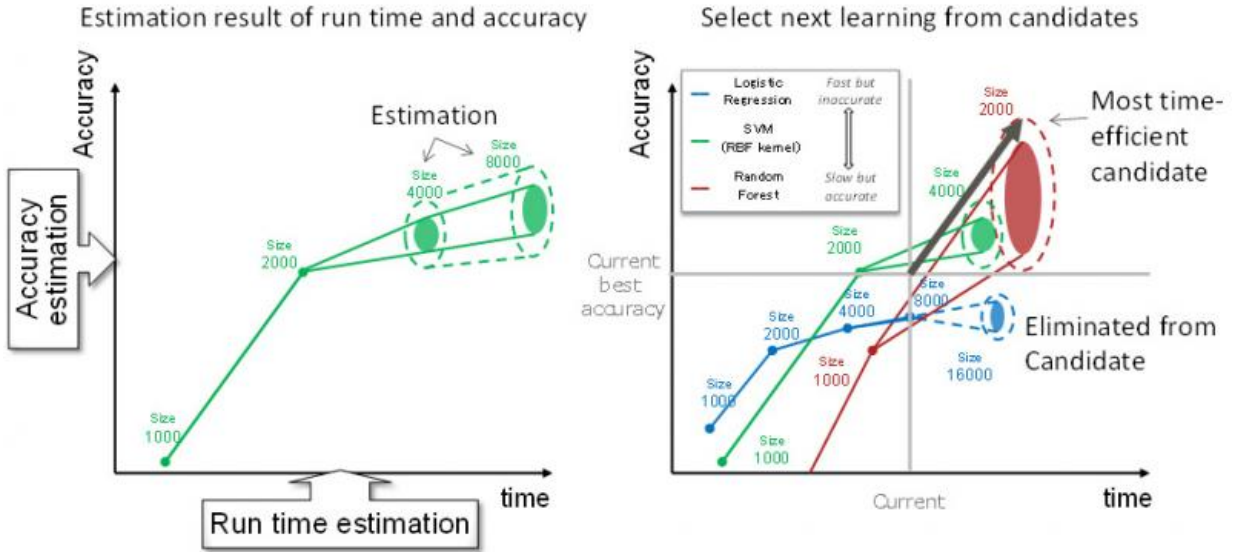 Estimation result of run time and accuracy
Accuracy
Estimation
Size
8000
Size
4000
Size
2000
Size
1000
Accuracy
estimation
time
Run time estimation
Select next learning from candidates
Accuracy
Logistic
Regression
Fast but
inaccurate
SVM
(RBF kernel)
Random
Forest
Slow but
accurate
Size
2000
Most time-
efficient
candidate
Size
4000
Size
2000
Current
best
accuracy
Size
8000
Size
4000
Size
2000
Size
1000
Size
1000
Size
16000
Eliminated from
Candidate
Size
1000
Current
time